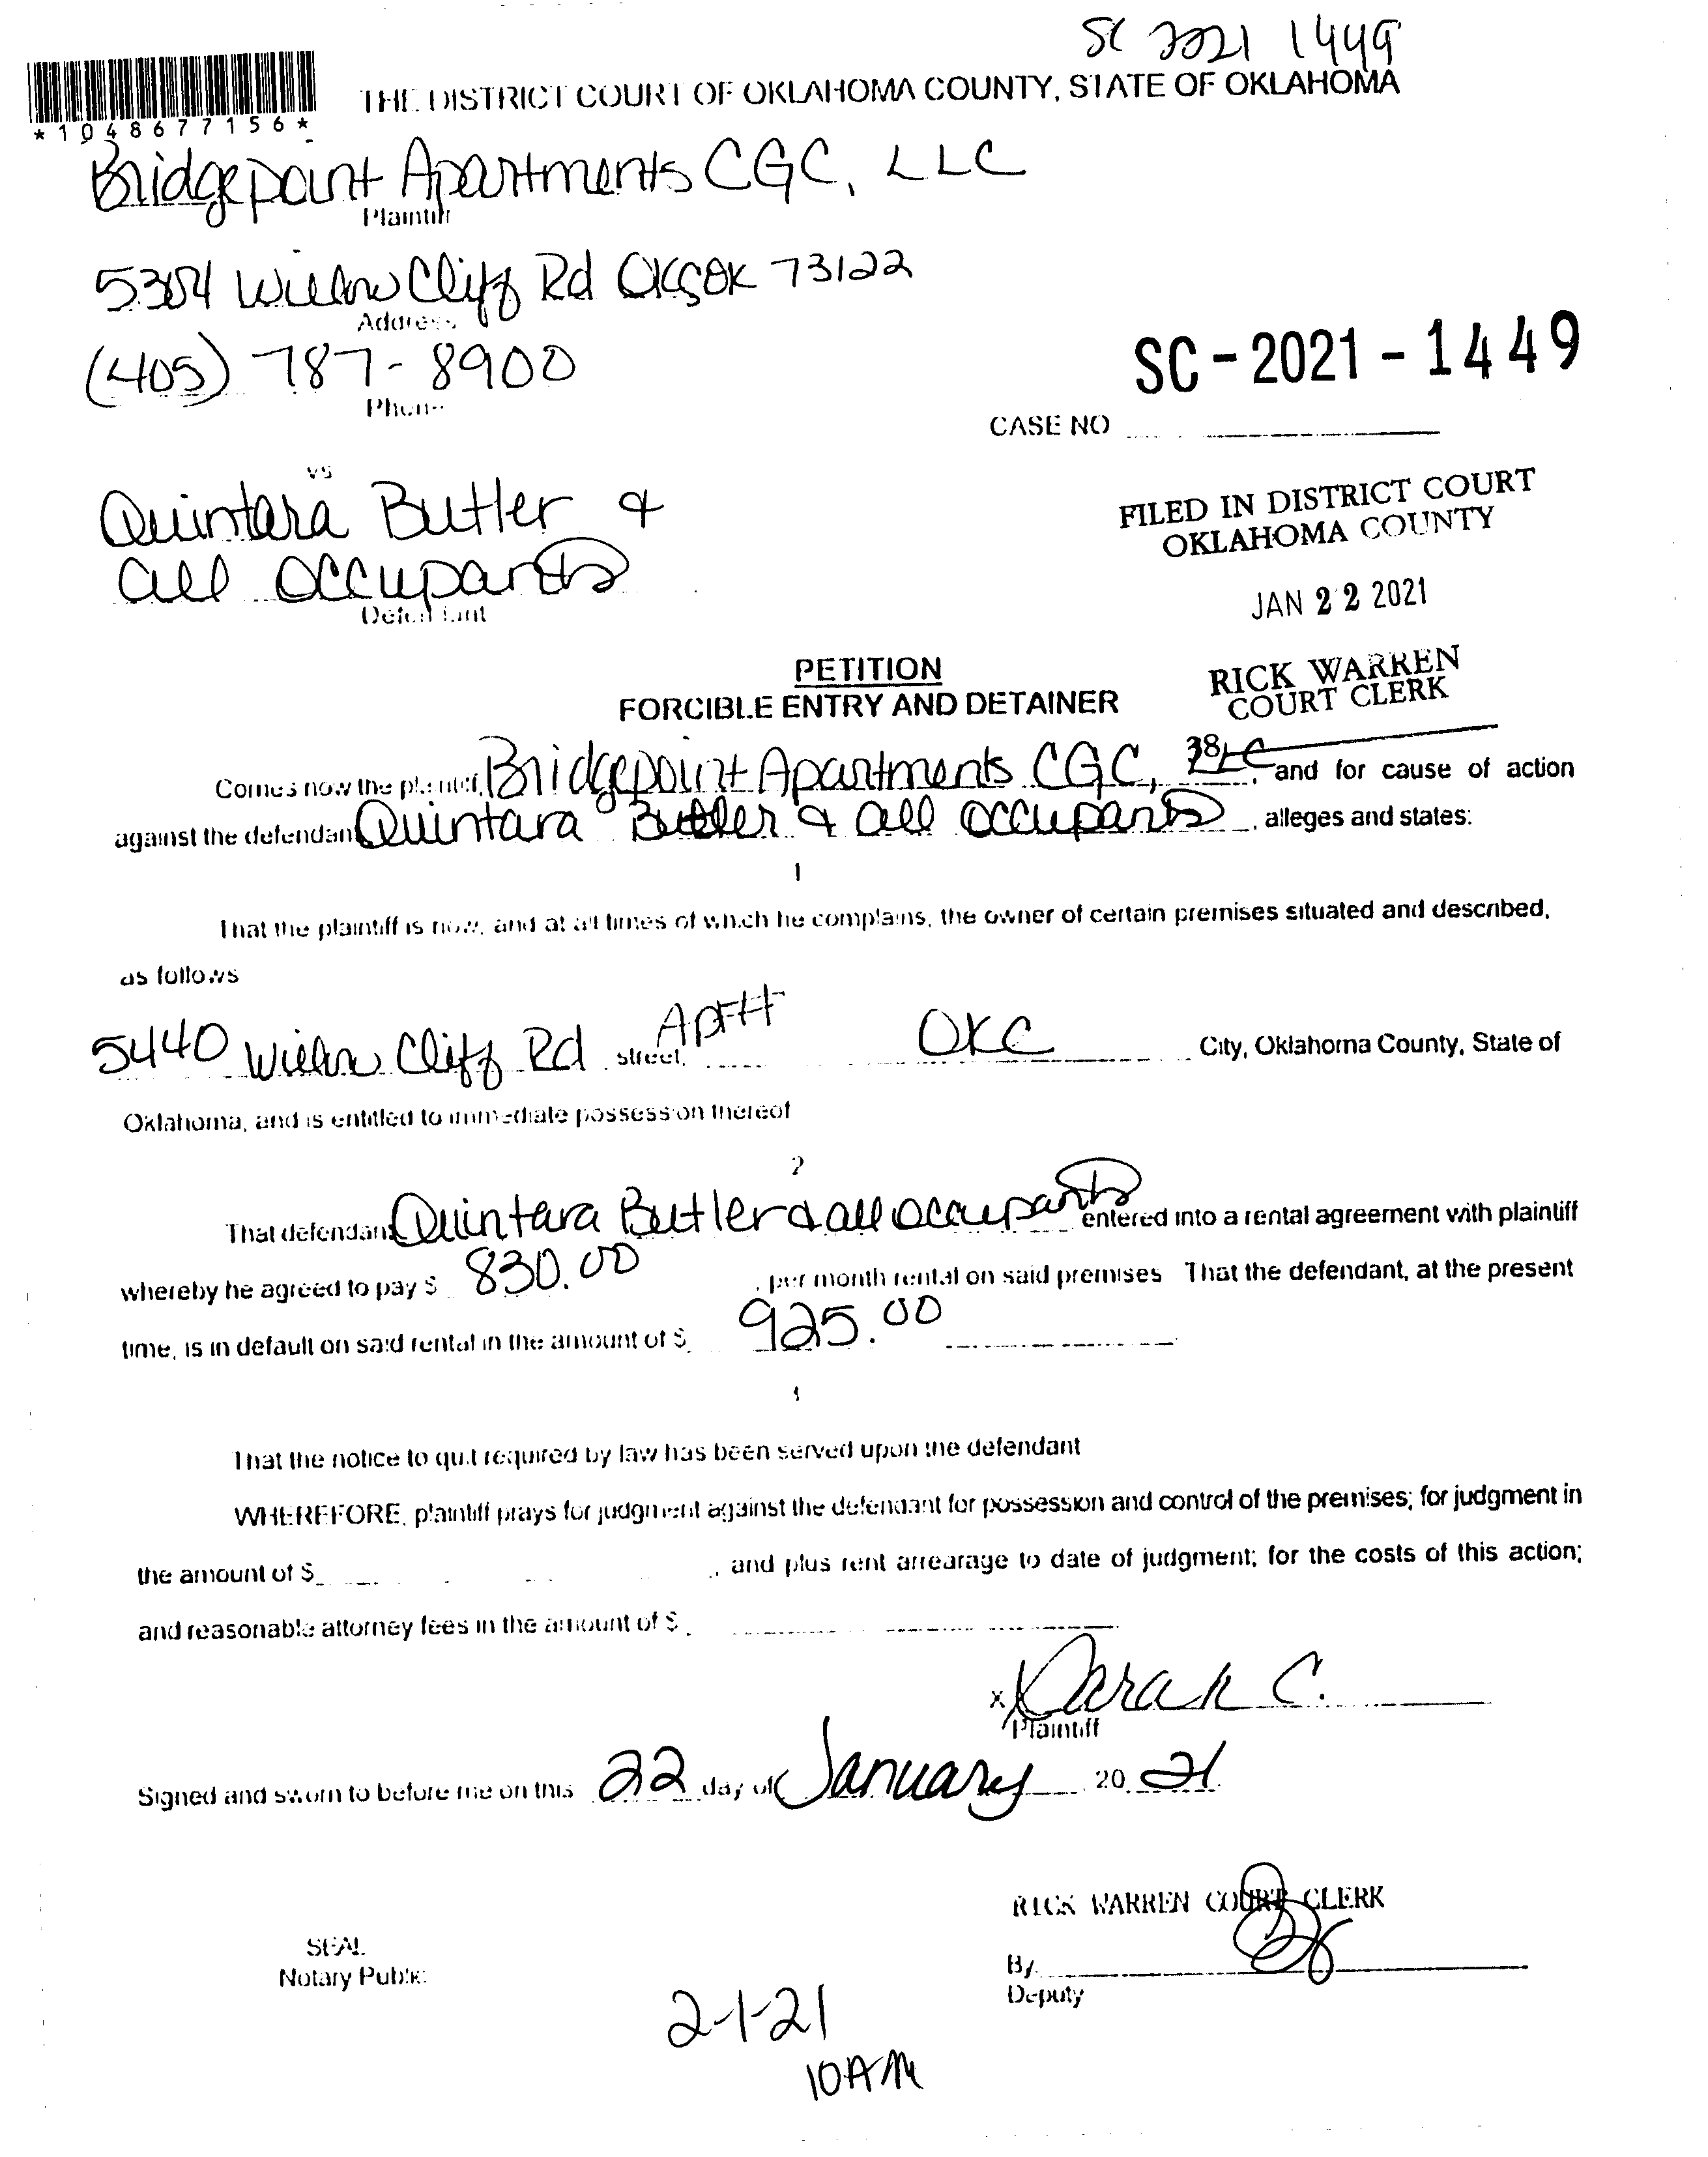 SC 2021 1449
THE DISTRICT COURT OF OKLAHOMA COUNTY, STATE OF OKLAHOMA
*1048677156*
Bridgepoint Apartments CGC, LLC
Plaintiff
5304 Willow Cliff Rd OKC OK 73122
Address
(405) 787-8900
Phone
SC-2021-1449
CASE NO
vs
Quintara Butler &
all occupants
Defendant
FILED IN DISTRICT COURT
OKLAHOMA COUNTY
JAN 22 2021
RICK WARREN
COURT CLERK
38
PETITION
FORCIBLE ENTRY AND DETAINER
Comes now the plaintiff, Bridgepoint Apartments CGC, LLC, and for cause of action
against the defendant Quintara Butler & all occupants, alleges and states:
1
That the plaintiff is now, and at all times of which he complains, the owner of certain premises situated and described,
as follows
5440 Willow Cliff Rd street, Apt# OKC City, Oklahoma County, State of
Oklahoma, and is entitled to immediate possession thereof
2
That defendant Quintara Butler & all occupants entered into a rental agreement with plaintiff
whereby he agreed to pay $ 830.00, per month rental on said premises That the defendant, at the present
time, is in default on said rental in the amount of $ 925.00
3
That the notice to quit required by law has been served upon the defendant
WHEREFORE, plaintiff prays for judgment against the defendant for possession and control of the premises; for judgment in
the amount of $ , and plus rent arrearage to date of judgment; for the costs of this action;
and reasonable attorney fees in the amount of $
x Sarah C.
Plaintiff
Signed and sworn to before me on this 22 day of January 20 21
RICK WARREN COURT CLERK
SEAL
Notary Public
By
Deputy
2-1-21
10AM